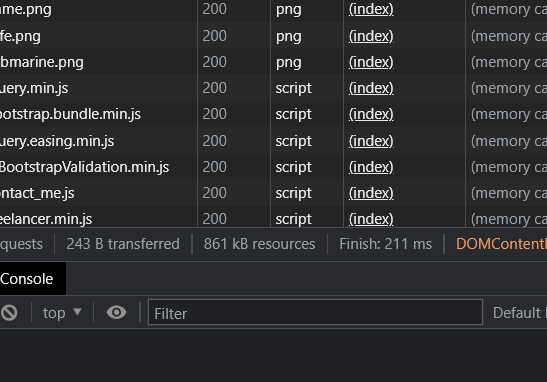 ame.png 200 png (index) (memory ca
fe.png 200 png (index) (memory ca
bmarine.png 200 png (index) (memory ca
uery.min.js 200 script (index) (memory ca
ootstrap.bundle.min.js 200 script (index) (memory ca
uery.easing.min.js 200 script (index) (memory ca
BootstrapValidation.min.js 200 script (index) (memory ca
ontact_me.js 200 script (index) (memory ca
eelancer.min.js 200 script (index) (memory ca
quests 243 B transferred 861 kB resources Finish: 211 ms DOMContentl
Console
top Filter Default